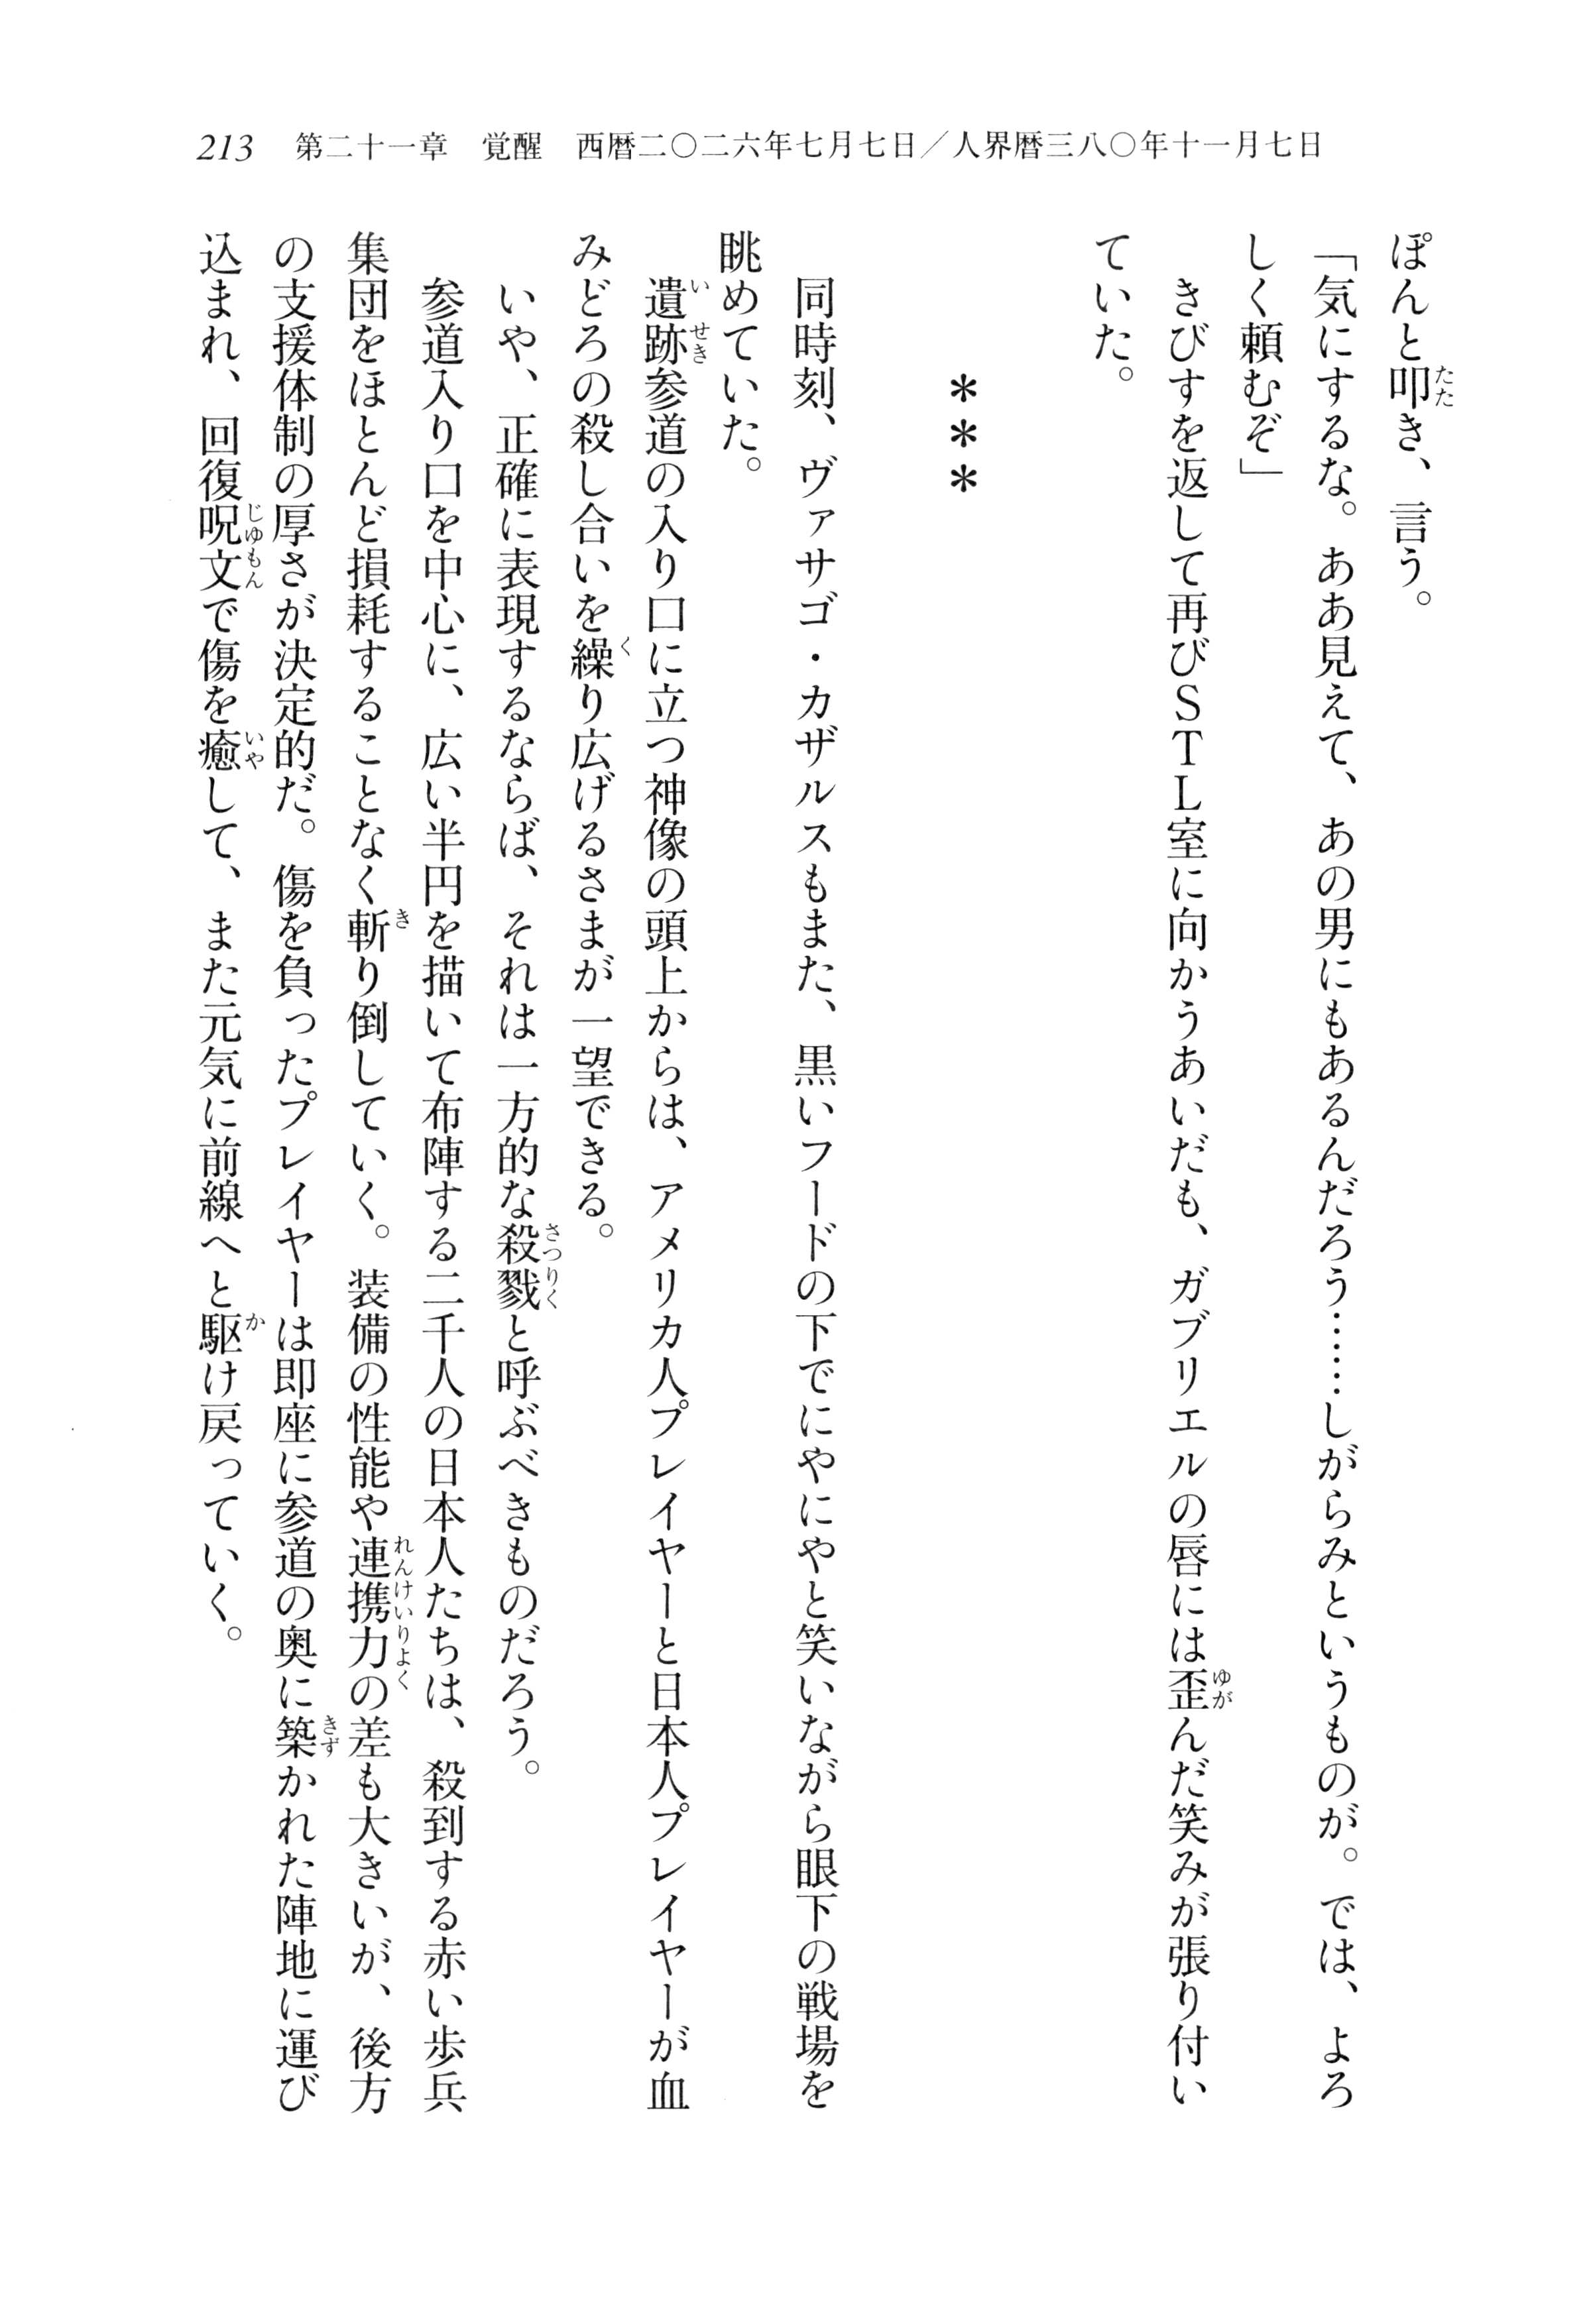 213 第二十一章 覚醒 西暦二〇二六年七月七日／人界暦三八〇年十一月七日
ぽんと叩き、言う。
「気にするな。ああ見えて、あの男にもあるんだろう……しがらみというものが。では、よろ
しく頼むぞ」
きびすを返して再びＳＴＬ室に向かうあいだも、ガブリエルの唇には歪んだ笑みが張り付い
ていた。
＊＊＊
同時刻、ヴァサゴ・カザルスもまた、黒いフードの下でにやにやと笑いながら眼下の戦場を
眺めていた。
遺跡参道の入り口に立つ神像の頭上からは、アメリカ人プレイヤーと日本人プレイヤーが血
みどろの殺し合いを繰り広げるさまが一望できる。
いや、正確に表現するならば、それは一方的な殺戮と呼ぶべきものだろう。
参道入り口を中心に、広い半円を描いて布陣する二千人の日本人たちは、殺到する赤い歩兵
集団をほとんど損耗することなく斬り倒していく。装備の性能や連携力の差も大きいが、後方
の支援体制の厚さが決定的だ。傷を負ったプレイヤーは即座に参道の奥に築かれた陣地に運び
込まれ、回復呪文で傷を癒して、また元気に前線へと駆け戻っていく。